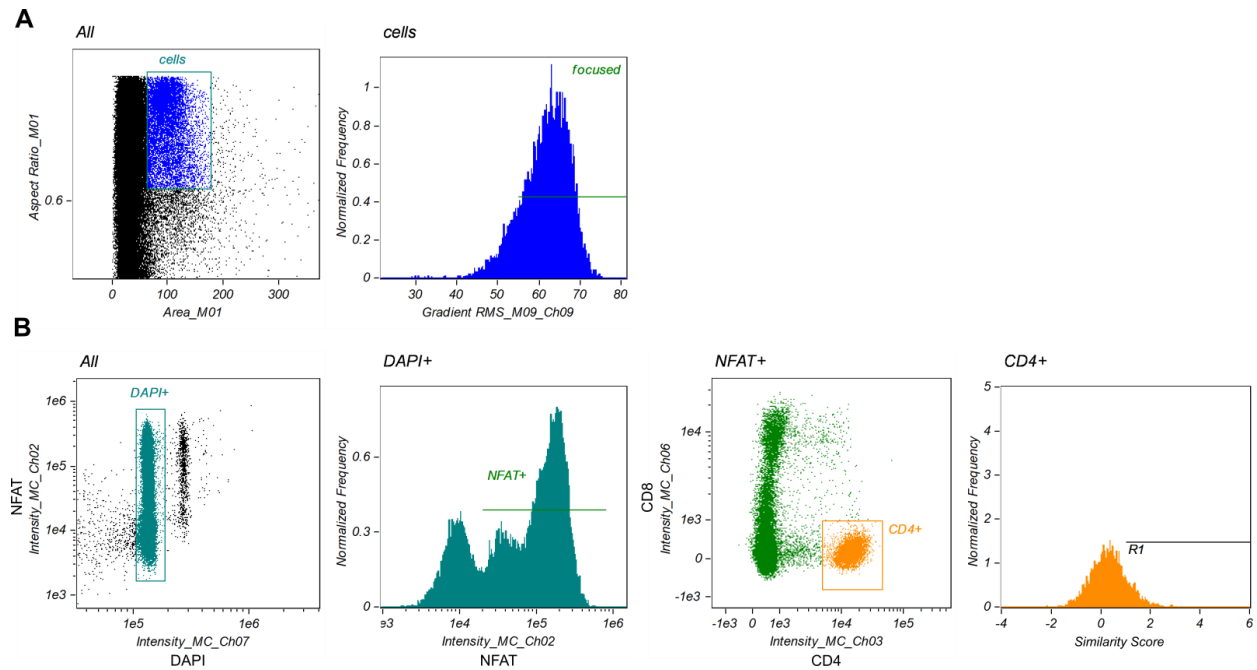 A
All
cells
Aspect Ratio_M01
0.6
0
100
200
300
Area_M01
cells
focused
Normalized Frequency
1
0.8
0.6
0.4
0.2
0
30
40
50
60
70
80
Gradient RMS_M09_Ch09
B
All
DAPI+
NFAT
Intensity_MC_Ch02
1e6
1e5
1e4
1e3
1e5
1e6
Intensity_MC_Ch07
DAPI
DAPI+
NFAT+
Normalized Frequency
0.6
0.3
0
e3
1e4
1e5
1e6
Intensity_MC_Ch02
NFAT
NFAT+
CD4+
CD8
Intensity_MC_Ch06
1e4
1e3
0
-1e3
-1e3
0
1e3
1e4
1e5
Intensity_MC_Ch03
CD4
CD4+
R1
Normalized Frequency
5
4
3
2
1
0
-4
-2
0
2
4
6
Similarity Score